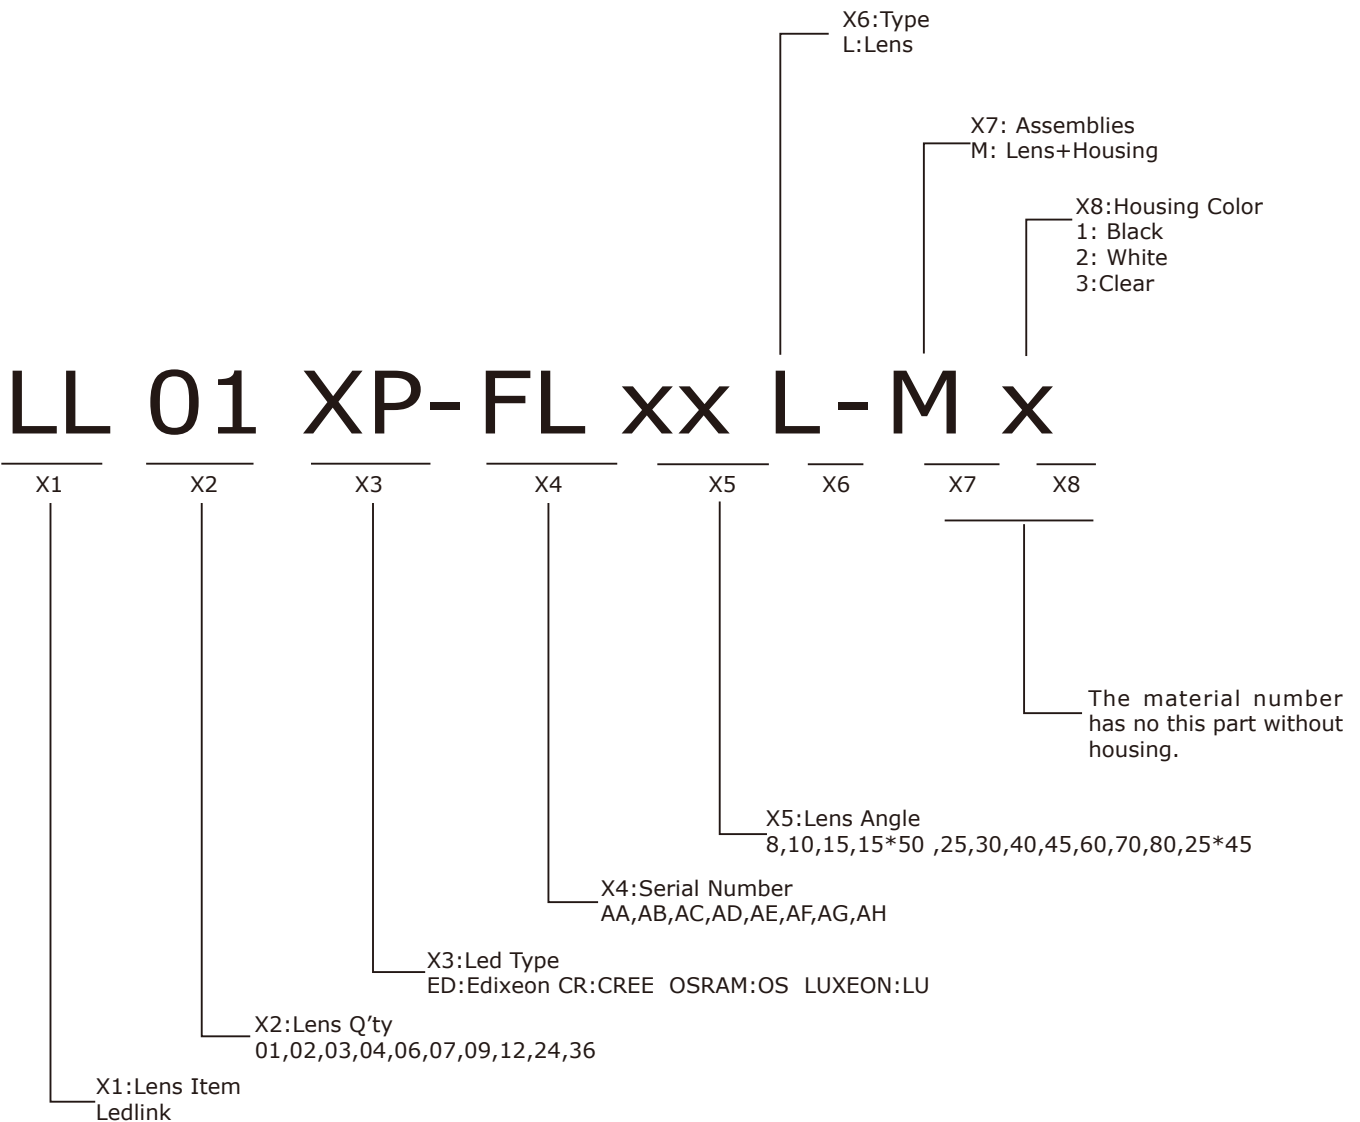 X6:Type
L:Lens
X7: Assemblies
M: Lens+Housing
X8:Housing Color
1: Black
2: White
3:Clear
LL 01 XP-FL xx L-M x
X1 X2 X3 X4 X5 X6 X7 X8
The material number
has no this part without
housing.
X5:Lens Angle
8,10,15,15*50 ,25,30,40,45,60,70,80,25*45
X4:Serial Number
AA,AB,AC,AD,AE,AF,AG,AH
X3:Led Type
ED:Edixeon CR:CREE OSRAM:OS LUXEON:LU
X2:Lens Q’ty
01,02,03,04,06,07,09,12,24,36
X1:Lens Item
Ledlink